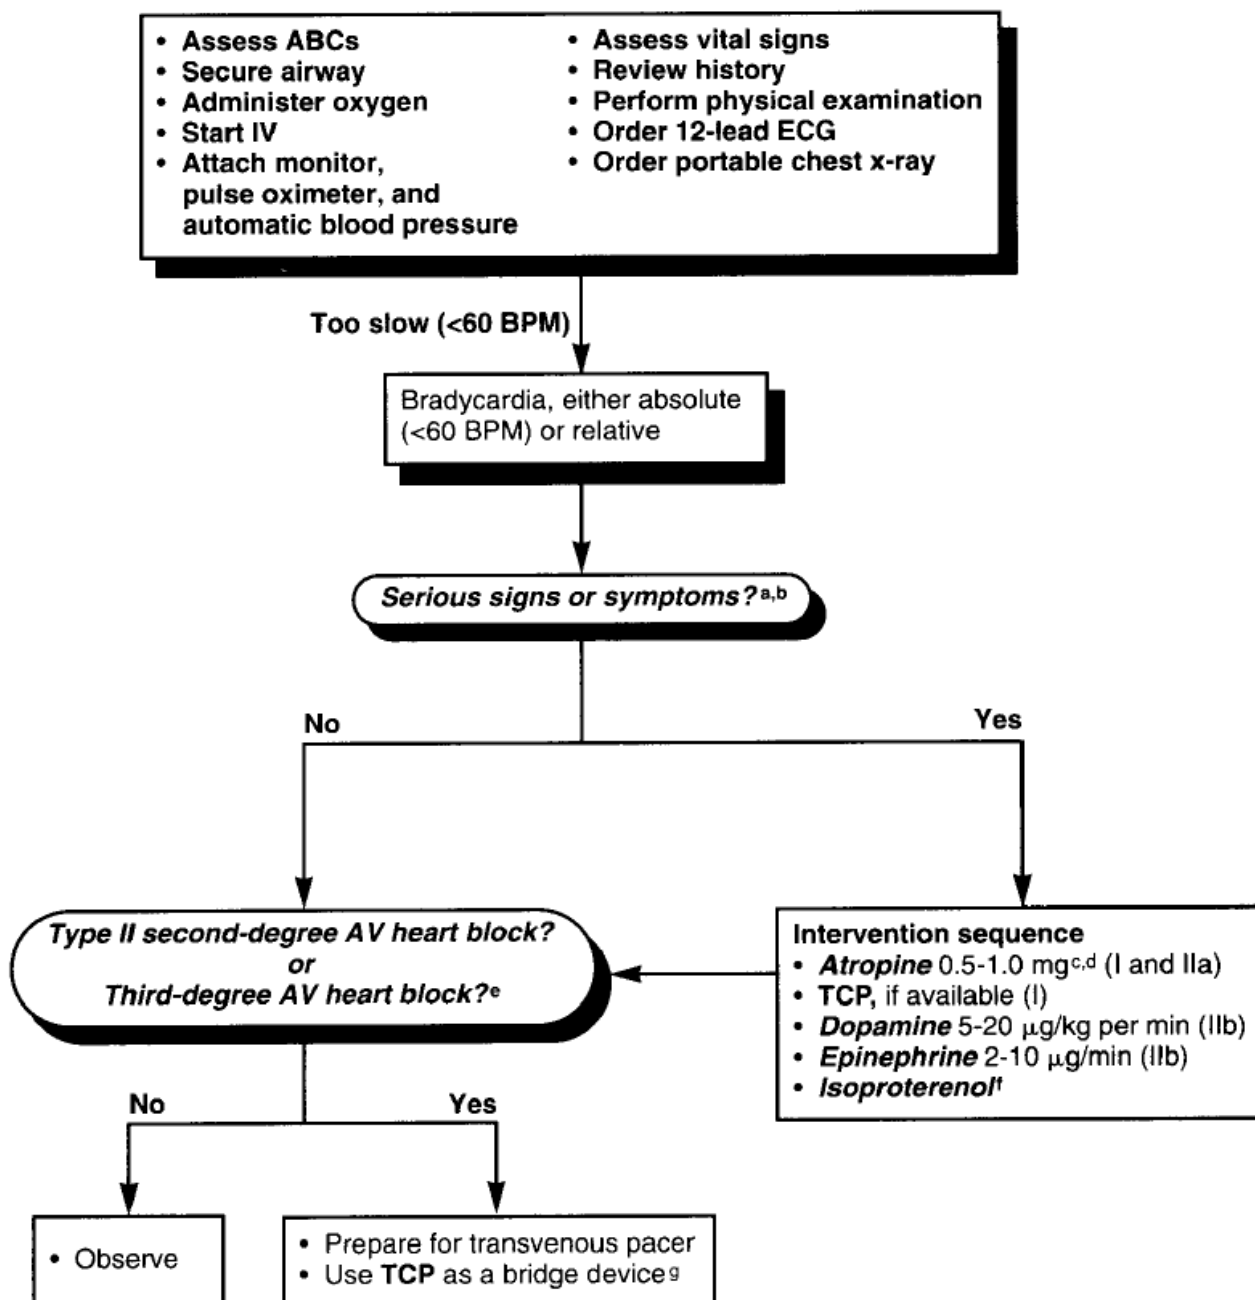 • Assess ABCs
• Secure airway
• Administer oxygen
• Start IV
• Attach monitor,
pulse oximeter, and
automatic blood pressure
• Assess vital signs
• Review history
• Perform physical examination
• Order 12-lead ECG
• Order portable chest x-ray
Too slow (<60 BPM)
Bradycardia, either absolute
(<60 BPM) or relative
Serious signs or symptoms?a,b
No
Yes
Type II second-degree AV heart block?
or
Third-degree AV heart block?e
Intervention sequence
• Atropine 0.5-1.0 mgc,d (I and IIa)
• TCP, if available (I)
• Dopamine 5-20 μg/kg per min (IIb)
• Epinephrine 2-10 μg/min (IIb)
• Isoproterenolf
No
Yes
• Observe
• Prepare for transvenous pacer
• Use TCP as a bridge deviceg